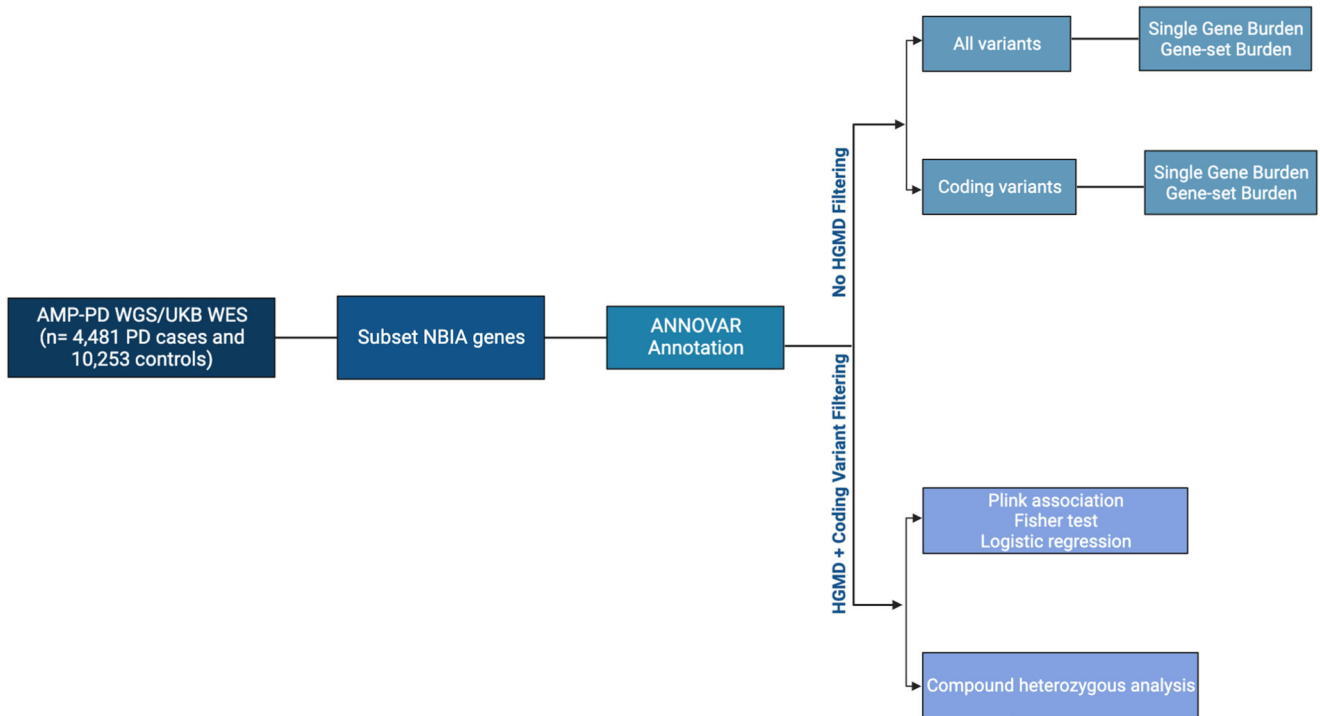 AMP-PD WGS/UKB WES
(n= 4,481 PD cases and
10,253 controls)
Subset NBIA genes
ANNOVAR
Annotation
No HGMD Filtering
All variants
Single Gene Burden
Gene-set Burden
Coding variants
Single Gene Burden
Gene-set Burden
HGMD + Coding Variant Filtering
Plink association
Fisher test
Logistic regression
Compound heterozygous analysis